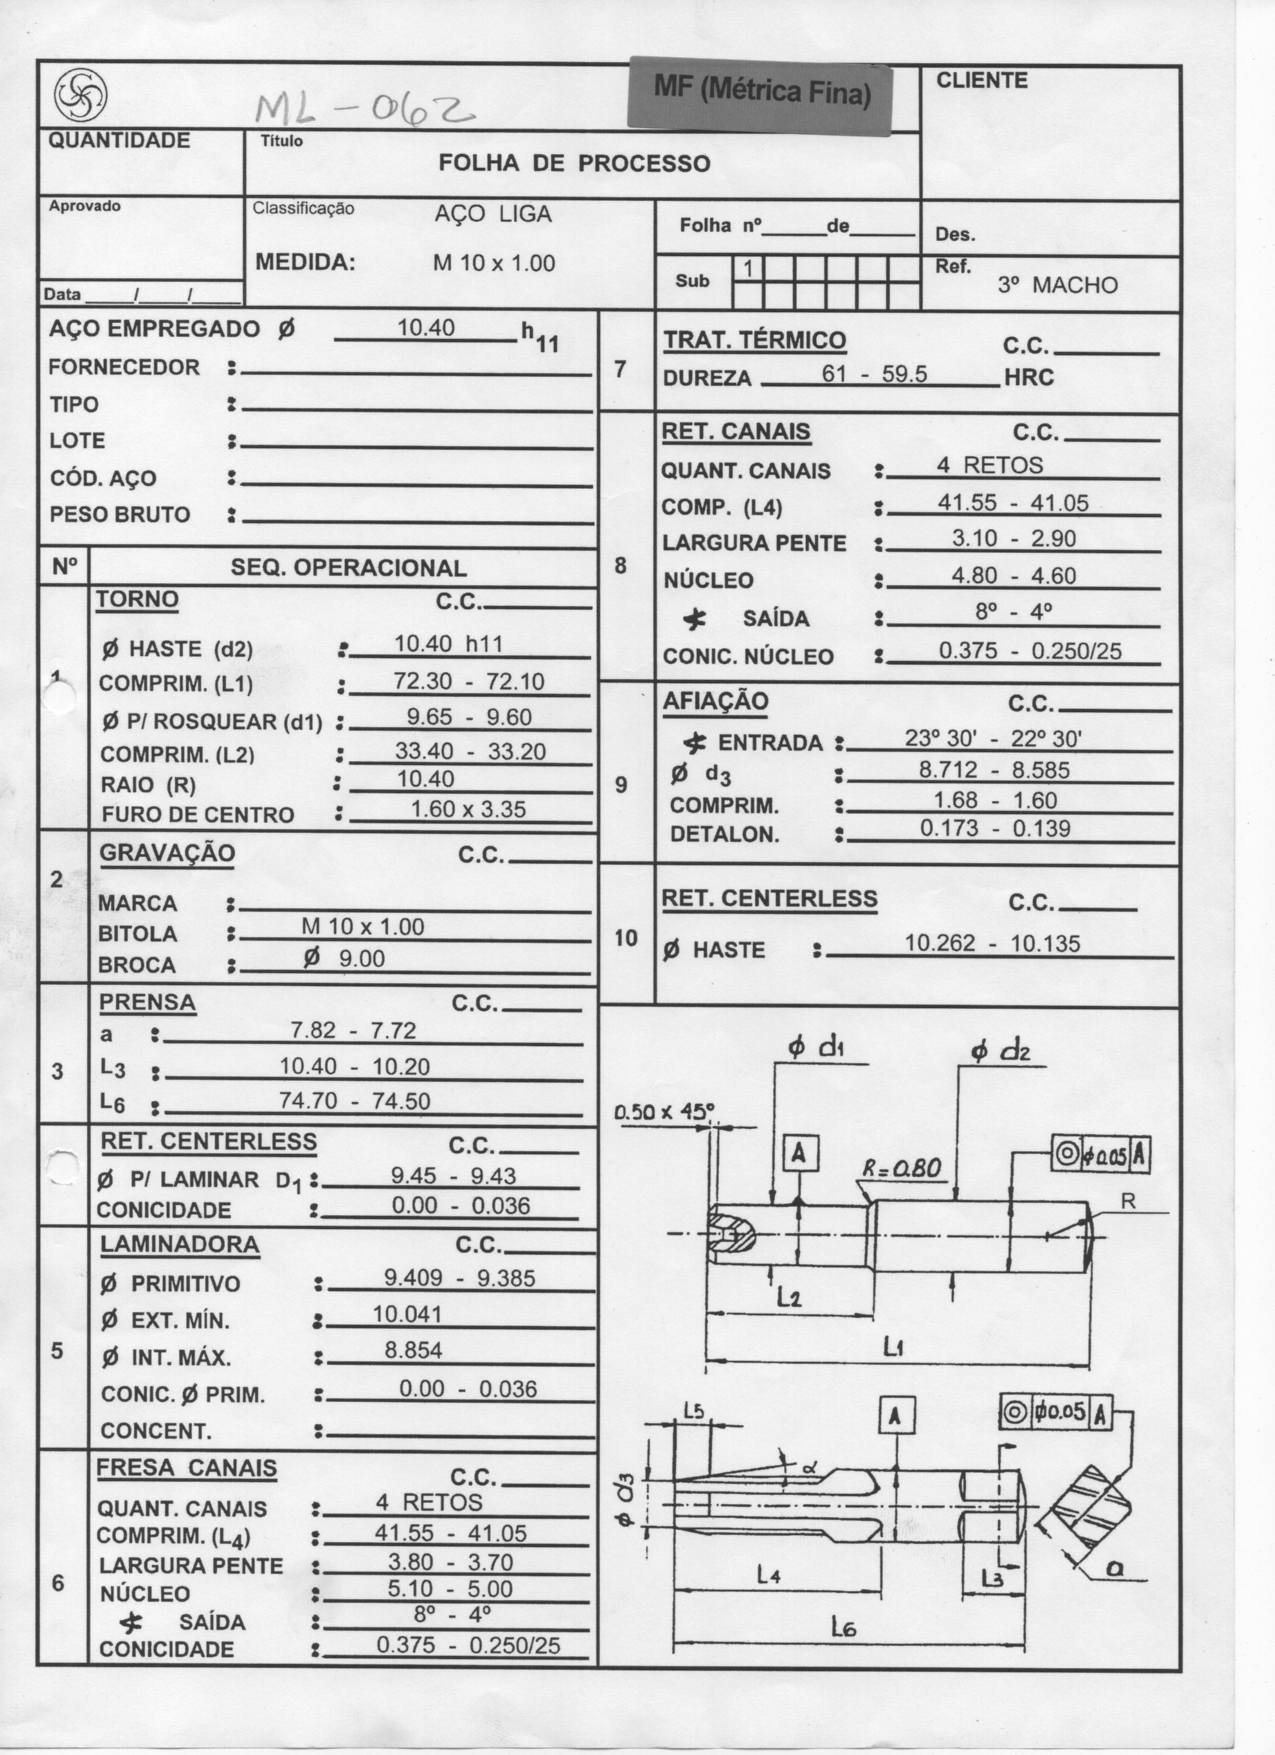 ML-062
MF (Métrica Fina)
CLIENTE
QUANTIDADE
Título
FOLHA DE PROCESSO
Aprovado
Data ____/____/____
Classificação AÇO LIGA
MEDIDA: M 10 x 1.00
Folha nº______de______
Sub 1
Des.
Ref. 3º MACHO
AÇO EMPREGADO Ø 10.40 h11
FORNECEDOR :
TIPO :
LOTE :
CÓD. AÇO :
PESO BRUTO :
Nº SEQ. OPERACIONAL
1
TORNO C.C.
Ø HASTE (d2) : 10.40 h11
COMPRIM. (L1) : 72.30 - 72.10
Ø P/ ROSQUEAR (d1) : 9.65 - 9.60
COMPRIM. (L2) : 33.40 - 33.20
RAIO (R) : 10.40
FURO DE CENTRO : 1.60 x 3.35
2
GRAVAÇÃO C.C.
MARCA :
BITOLA : M 10 x 1.00
BROCA : Ø 9.00
3
PRENSA C.C.
a : 7.82 - 7.72
L3 : 10.40 - 10.20
L6 : 74.70 - 74.50
RET. CENTERLESS C.C.
Ø P/ LAMINAR D1 : 9.45 - 9.43
CONICIDADE : 0.00 - 0.036
5
LAMINADORA C.C.
Ø PRIMITIVO : 9.409 - 9.385
Ø EXT. MÍN. : 10.041
Ø INT. MÁX. : 8.854
CONIC. Ø PRIM. : 0.00 - 0.036
CONCENT. :
6
FRESA CANAIS C.C.
QUANT. CANAIS : 4 RETOS
COMPRIM. (L4) : 41.55 - 41.05
LARGURA PENTE : 3.80 - 3.70
NÚCLEO : 5.10 - 5.00
∢ SAÍDA : 8º - 4º
CONICIDADE : 0.375 - 0.250/25
7
TRAT. TÉRMICO C.C.
DUREZA 61 - 59.5 HRC
8
RET. CANAIS C.C.
QUANT. CANAIS : 4 RETOS
COMP. (L4) : 41.55 - 41.05
LARGURA PENTE : 3.10 - 2.90
NÚCLEO : 4.80 - 4.60
∢ SAÍDA : 8º - 4º
CONIC. NÚCLEO : 0.375 - 0.250/25
9
AFIAÇÃO C.C.
∢ ENTRADA : 23º 30' - 22º 30'
Ø d3 : 8.712 - 8.585
COMPRIM. : 1.68 - 1.60
DETALON. : 0.173 - 0.139
10
RET. CENTERLESS C.C.
Ø HASTE : 10.262 - 10.135
Ø d1
Ø d2
0.50 x 45º
A
R=0.80
◎ Ø0.05 A
R
L2
L1
L5
A
◎ Ø0.05 A
α
Ø d3
L4
L3
a
L6